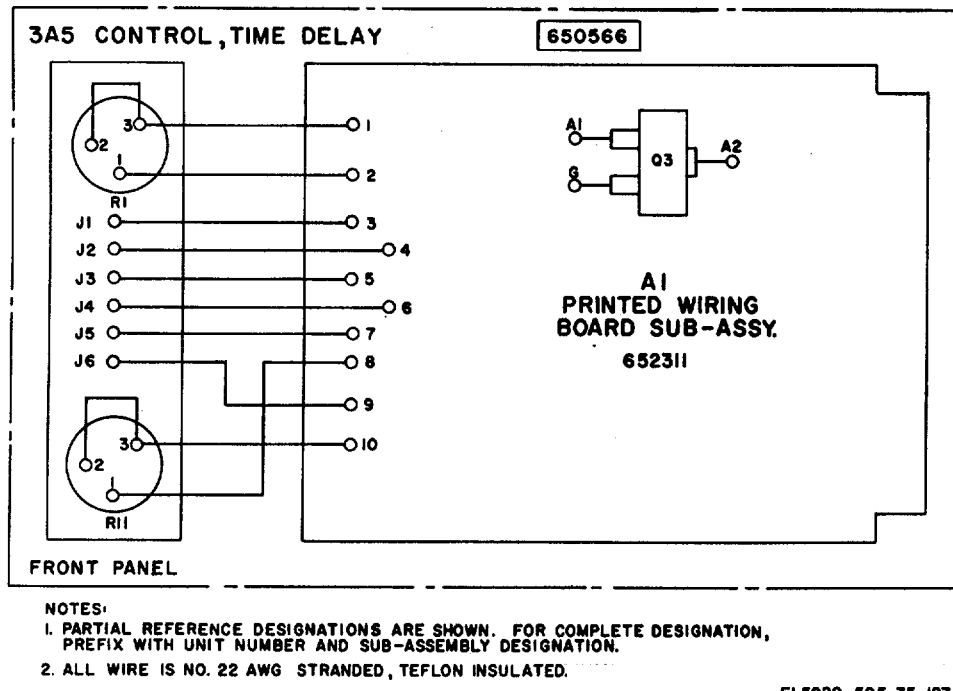 3A5 CONTROL, TIME DELAY
650566
3
2
1
R1
J1
J2
J3
J4
J5
J6
3
2
1
R11
1
2
3
4
5
6
7
8
9
10
A1
G
Q3
A2
A1
PRINTED WIRING
BOARD SUB-ASSY.
652311
FRONT PANEL
NOTES:
1. PARTIAL REFERENCE DESIGNATIONS ARE SHOWN. FOR COMPLETE DESIGNATION,
PREFIX WITH UNIT NUMBER AND SUB-ASSEMBLY DESIGNATION.
2. ALL WIRE IS NO. 22 AWG STRANDED, TEFLON INSULATED.